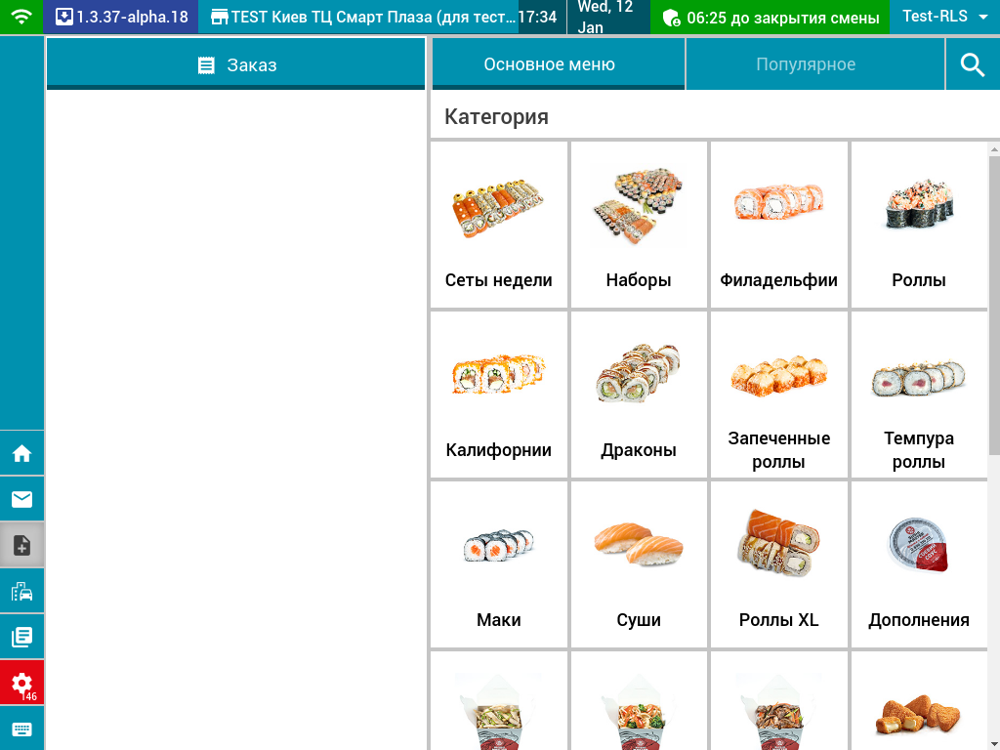 1.3.37-alpha.18
TEST Киев ТЦ Смарт Плаза (для тест…
17:34
Wed, 12
Jan
06:25 до закрытия смены
Test-RLS
Заказ
Основное меню
Популярное
Категория
Сеты недели
Наборы
Филадельфии
Роллы
Калифорнии
Драконы
Запеченные
роллы
Темпура
роллы
Маки
Суши
Роллы XL
Дополнения
146